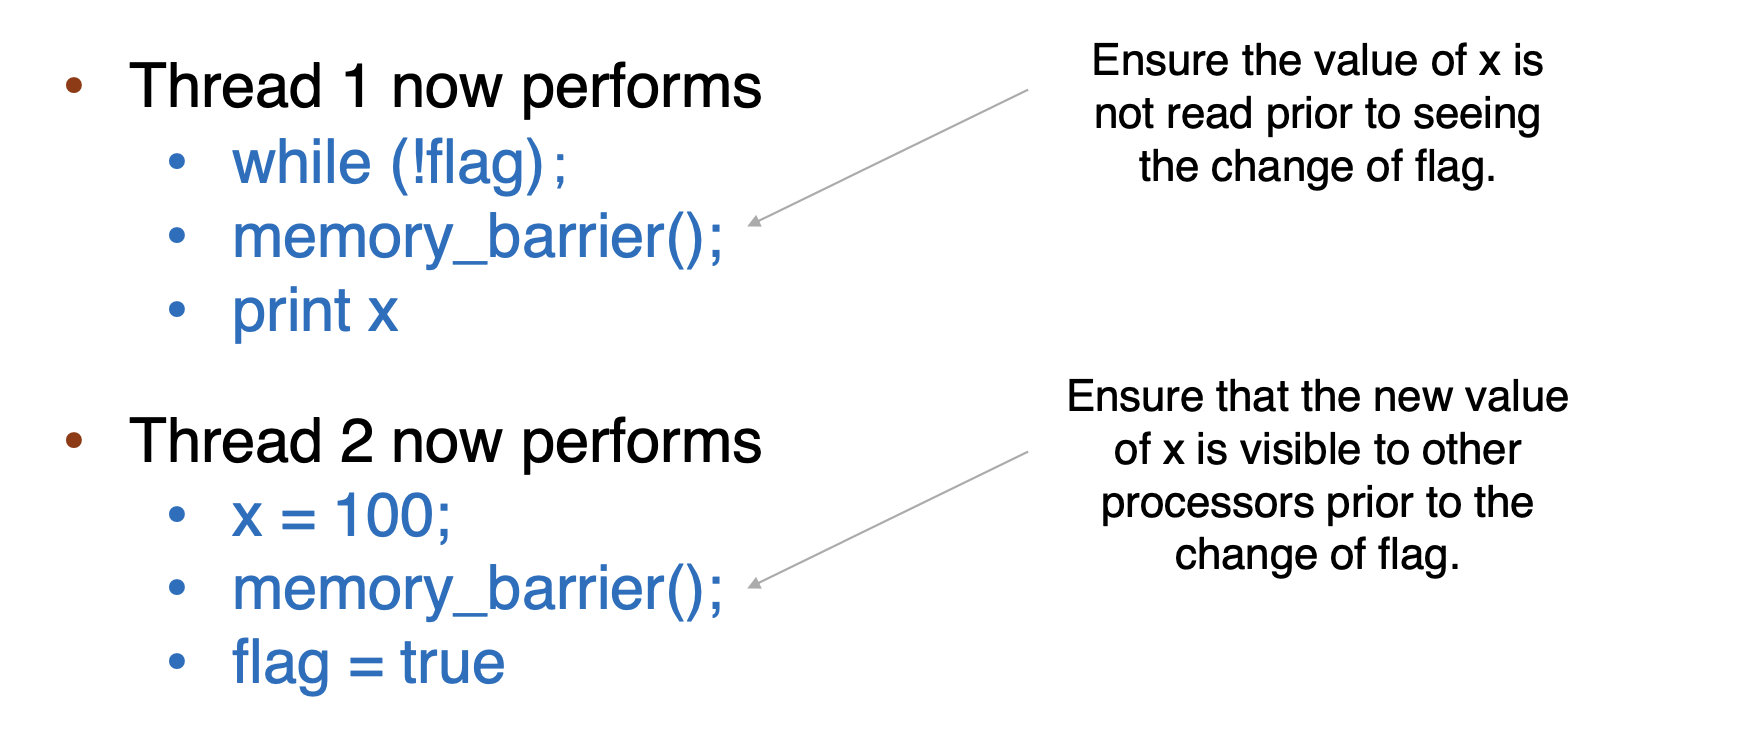 • Thread 1 now performs
• while (!flag) ;
• memory_barrier();
• print x
Ensure the value of x is
not read prior to seeing
the change of flag.
• Thread 2 now performs
• x = 100;
• memory_barrier();
• flag = true
Ensure that the new value
of x is visible to other
processors prior to the
change of flag.